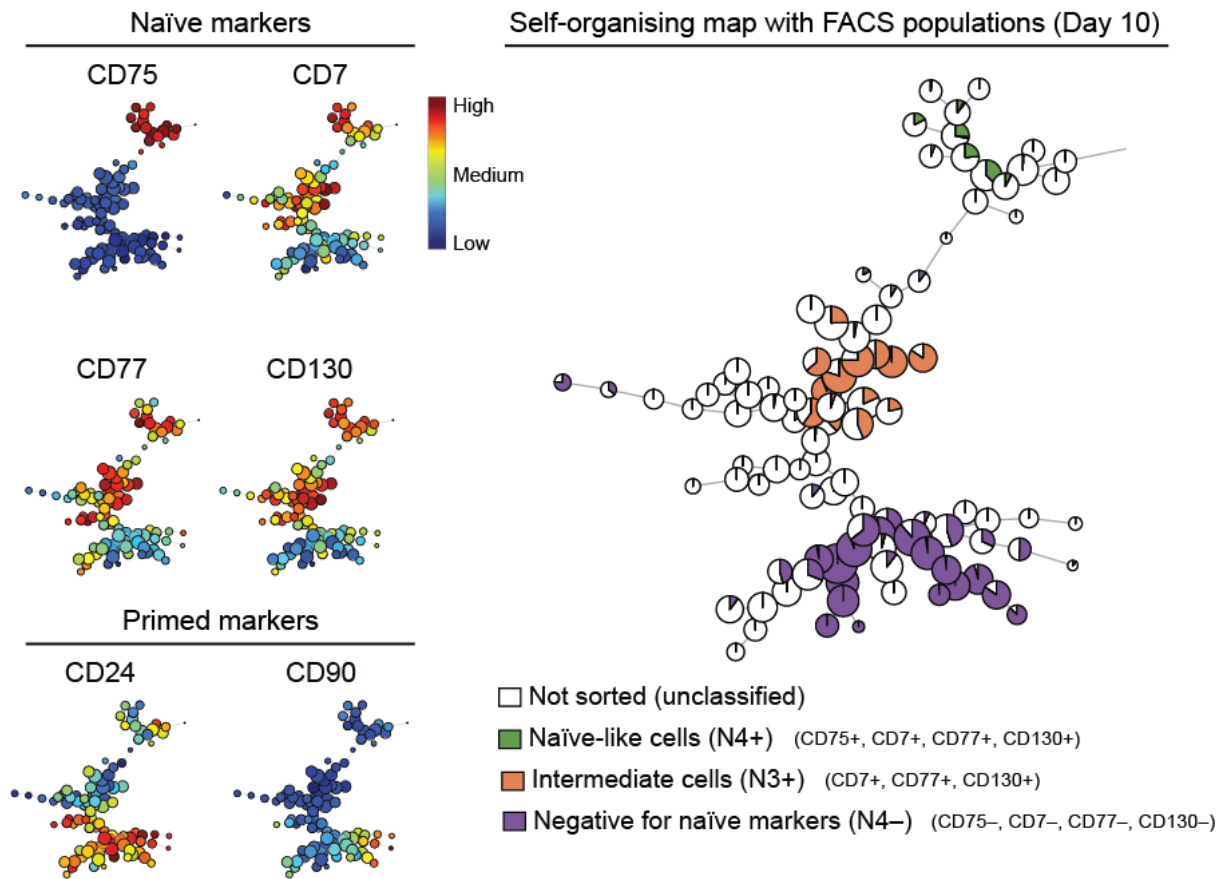 Naïve markers
Self-organising map with FACS populations (Day 10)
CD75
CD7
High
Medium
Low
CD77
CD130
Primed markers
CD24
CD90
Not sorted (unclassified)
Naïve-like cells (N4+) (CD75+, CD7+, CD77+, CD130+)
Intermediate cells (N3+) (CD7+, CD77+, CD130+)
Negative for naïve markers (N4–) (CD75–, CD7–, CD77–, CD130–)